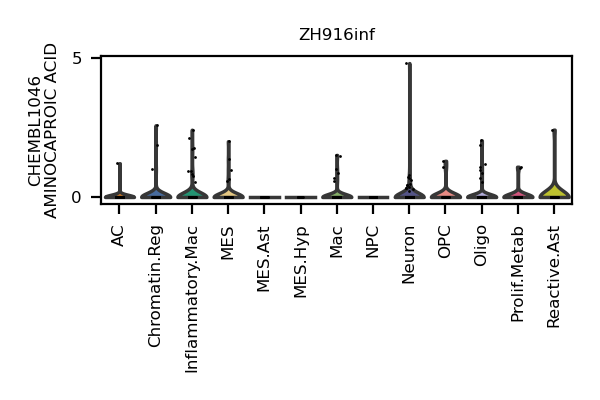 ZH916inf
CHEMBL1046
AMINOCAPROIC ACID
5
0
AC
Chromatin.Reg
Inflammatory.Mac
MES
MES.Ast
MES.Hyp
Mac
NPC
Neuron
OPC
Oligo
Prolif.Metab
Reactive.Ast